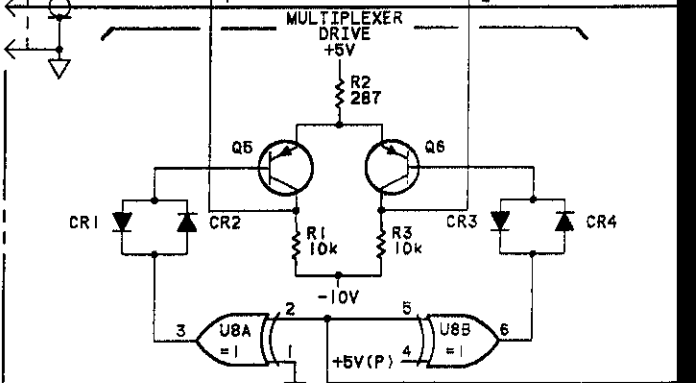 MULTIPLEXER
DRIVE
+5V
R2
287
Q5
Q6
CR1
CR2
R1
10k
R3
10k
CR3
CR4
-10V
3
U8A
=1
2
1
+5V(P)
5
4
U8B
=1
6